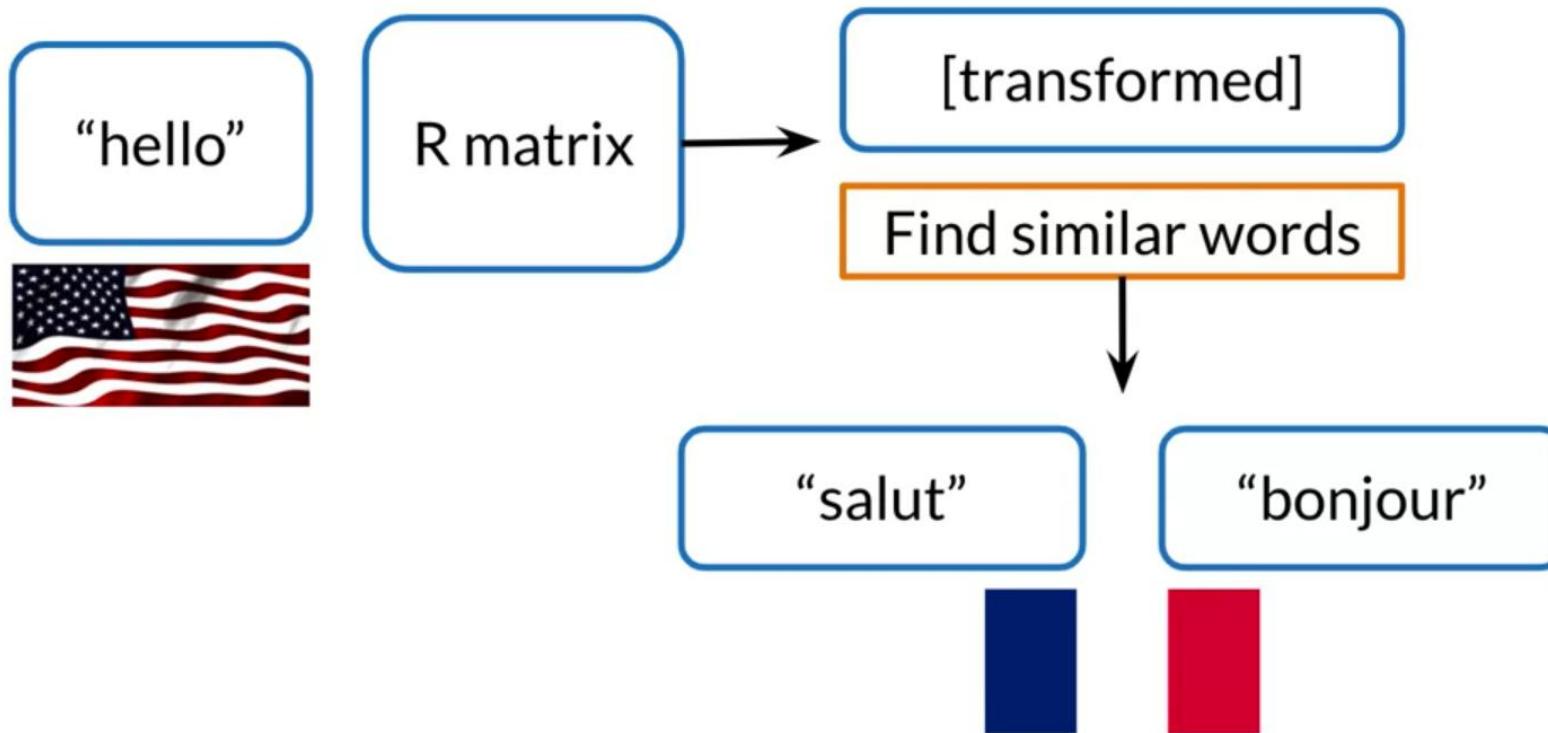 “hello”
R matrix
[transformed]
Find similar words
“salut”
“bonjour”